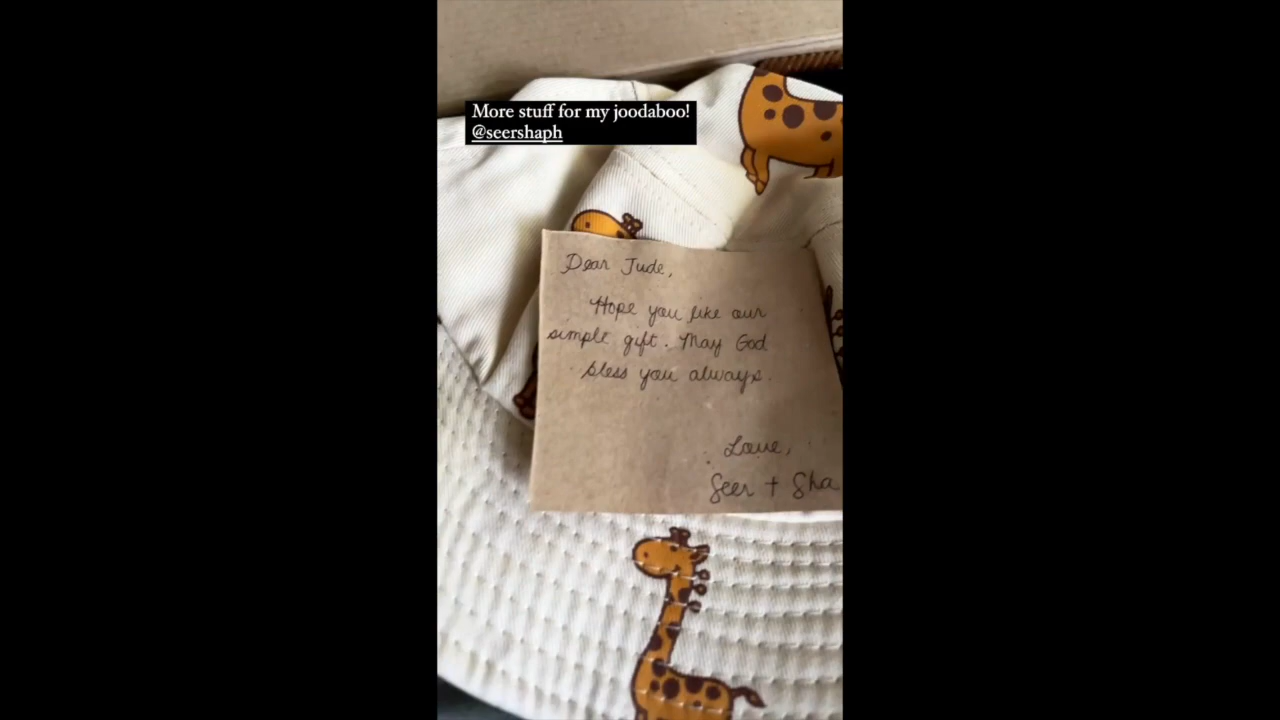 More stuff for my joodaboo!
@seershaph
Dear Jude,
Hope you like our
simple gift. May God
bless you always.
Love,
Seer + Sha